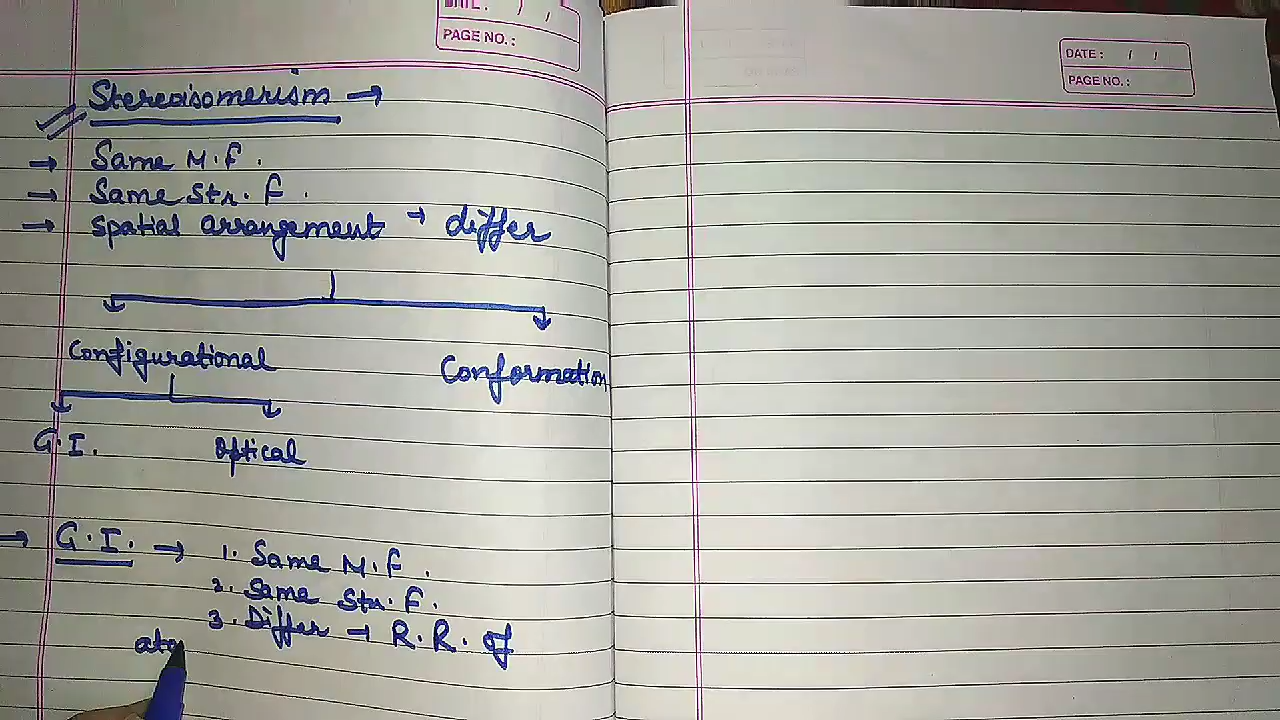 PAGE NO. :
DATE : / /
PAGE NO. :
Stereoisomerism →
→ Same M.F.
→ Same Str. F.
→ Spatial arrangement → differ
Configurational
Conformation
G.I. Optical
→ G.I. → 1. Same M.F.
2. Same Str. F.
3. Differ → R.R. of